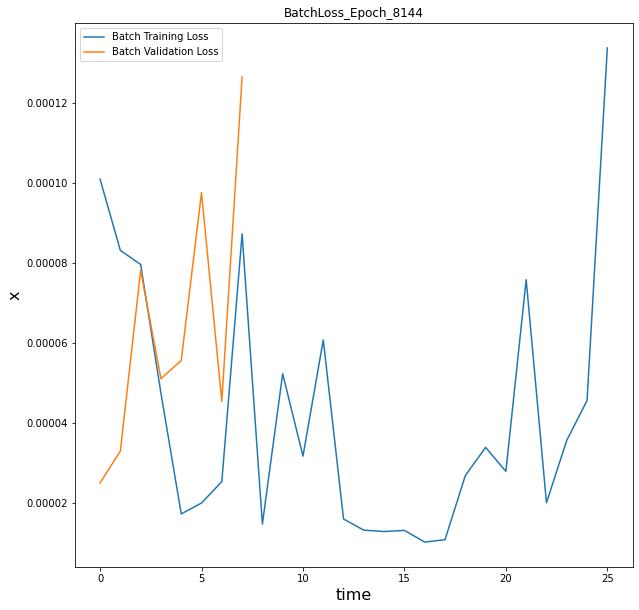 BatchLoss_Epoch_8144
Batch Training Loss
Batch Validation Loss
0.00012
0.00010
0.00008
0.00006
0.00004
0.00002
x
0 5 10 15 20 25
time